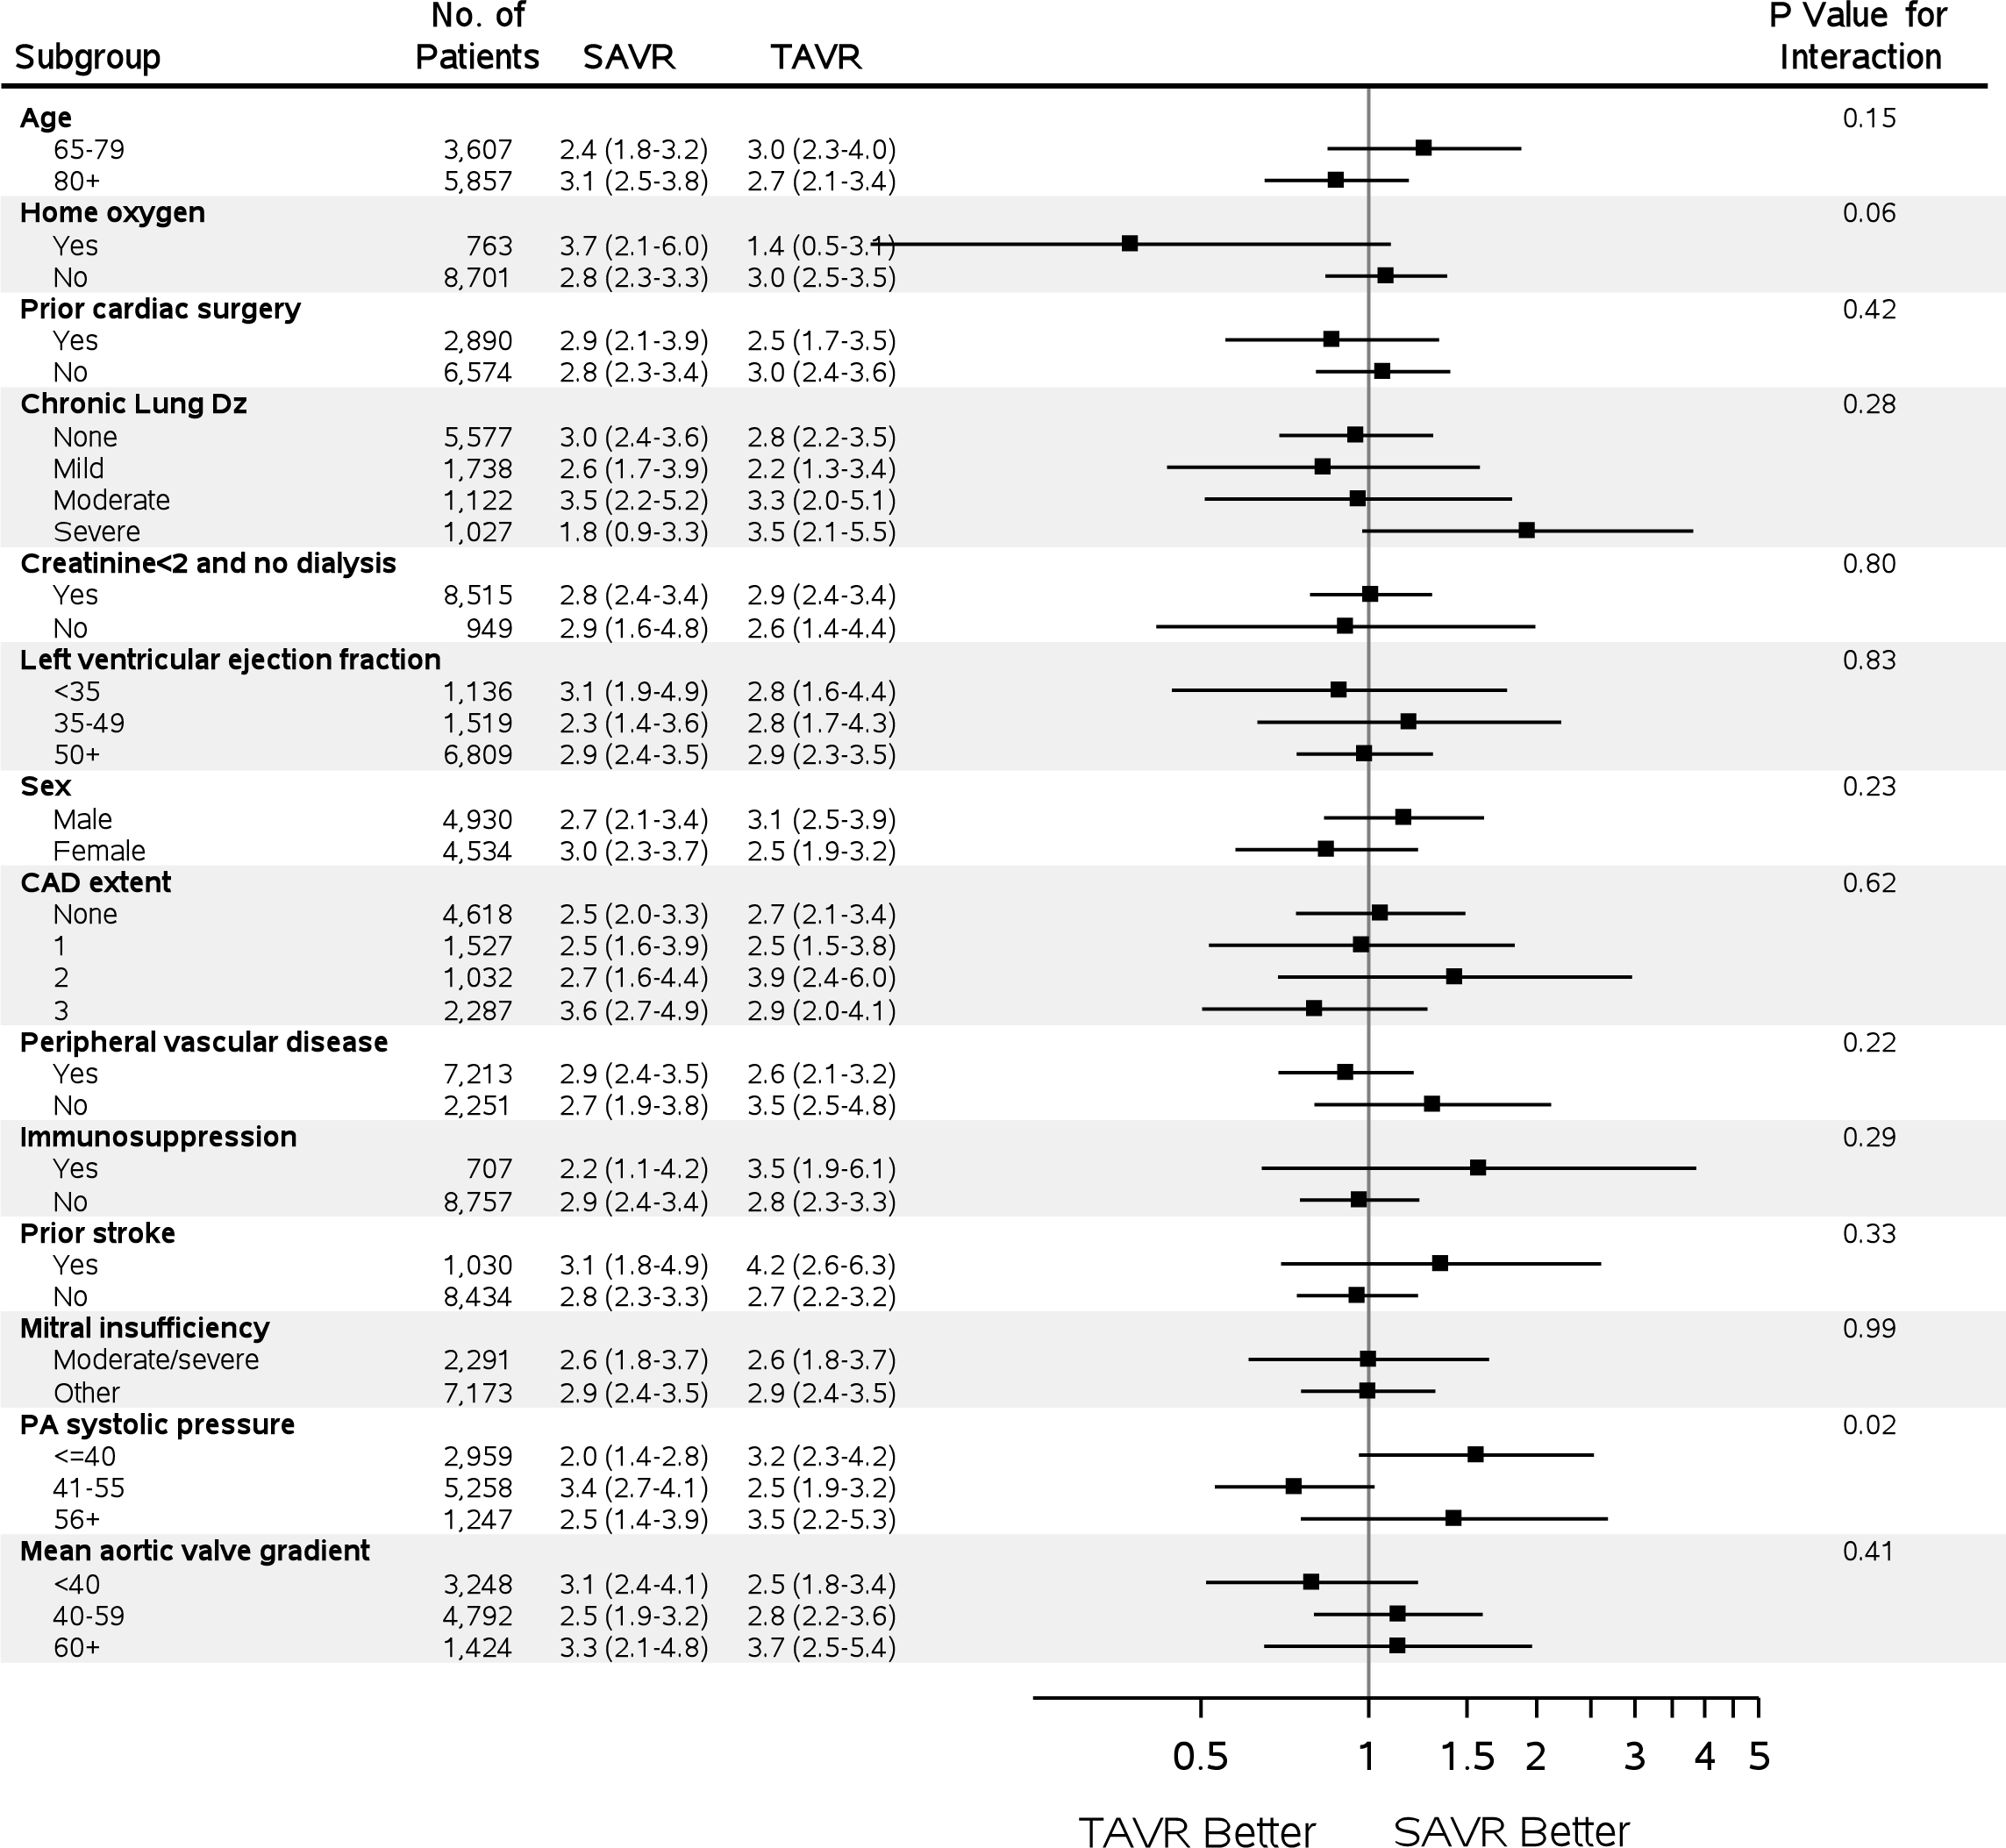 No. of P Value for
Subgroup Patients SAVR TAVR Interaction
Age 0.15
65-79 3,607 2.4 (1.8-3.2) 3.0 (2.3-4.0)
80+ 5,857 3.1 (2.5-3.8) 2.7 (2.1-3.4)
Home oxygen 0.06
Yes 763 3.7 (2.1-6.0) 1.4 (0.5-3.1)
No 8,701 2.8 (2.3-3.3) 3.0 (2.5-3.5)
Prior cardiac surgery 0.42
Yes 2,890 2.9 (2.1-3.9) 2.5 (1.7-3.5)
No 6,574 2.8 (2.3-3.4) 3.0 (2.4-3.6)
Chronic Lung Dz 0.28
None 5,577 3.0 (2.4-3.6) 2.8 (2.2-3.5)
Mild 1,738 2.6 (1.7-3.9) 2.2 (1.3-3.4)
Moderate 1,122 3.5 (2.2-5.2) 3.3 (2.0-5.1)
Severe 1,027 1.8 (0.9-3.3) 3.5 (2.1-5.5)
Creatinine<2 and no dialysis 0.80
Yes 8,515 2.8 (2.4-3.4) 2.9 (2.4-3.4)
No 949 2.9 (1.6-4.8) 2.6 (1.4-4.4)
Left ventricular ejection fraction 0.83
<35 1,136 3.1 (1.9-4.9) 2.8 (1.6-4.4)
35-49 1,519 2.3 (1.4-3.6) 2.8 (1.7-4.3)
50+ 6,809 2.9 (2.4-3.5) 2.9 (2.3-3.5)
Sex 0.23
Male 4,930 2.7 (2.1-3.4) 3.1 (2.5-3.9)
Female 4,534 3.0 (2.3-3.7) 2.5 (1.9-3.2)
CAD extent 0.62
None 4,618 2.5 (2.0-3.3) 2.7 (2.1-3.4)
1 1,527 2.5 (1.6-3.9) 2.5 (1.5-3.8)
2 1,032 2.7 (1.6-4.4) 3.9 (2.4-6.0)
3 2,287 3.6 (2.7-4.9) 2.9 (2.0-4.1)
Peripheral vascular disease 0.22
Yes 7,213 2.9 (2.4-3.5) 2.6 (2.1-3.2)
No 2,251 2.7 (1.9-3.8) 3.5 (2.5-4.8)
Immunosuppression 0.29
Yes 707 2.2 (1.1-4.2) 3.5 (1.9-6.1)
No 8,757 2.9 (2.4-3.4) 2.8 (2.3-3.3)
Prior stroke 0.33
Yes 1,030 3.1 (1.8-4.9) 4.2 (2.6-6.3)
No 8,434 2.8 (2.3-3.3) 2.7 (2.2-3.2)
Mitral insufficiency 0.99
Moderate/severe 2,291 2.6 (1.8-3.7) 2.6 (1.8-3.7)
Other 7,173 2.9 (2.4-3.5) 2.9 (2.4-3.5)
PA systolic pressure 0.02
<=40 2,959 2.0 (1.4-2.8) 3.2 (2.3-4.2)
41-55 5,258 3.4 (2.7-4.1) 2.5 (1.9-3.2)
56+ 1,247 2.5 (1.4-3.9) 3.5 (2.2-5.3)
Mean aortic valve gradient 0.41
<40 3,248 3.1 (2.4-4.1) 2.5 (1.8-3.4)
40-59 4,792 2.5 (1.9-3.2) 2.8 (2.2-3.6)
60+ 1,424 3.3 (2.1-4.8) 3.7 (2.5-5.4)
0.5 1 1.5 2 3 4 5
TAVR Better SAVR Better